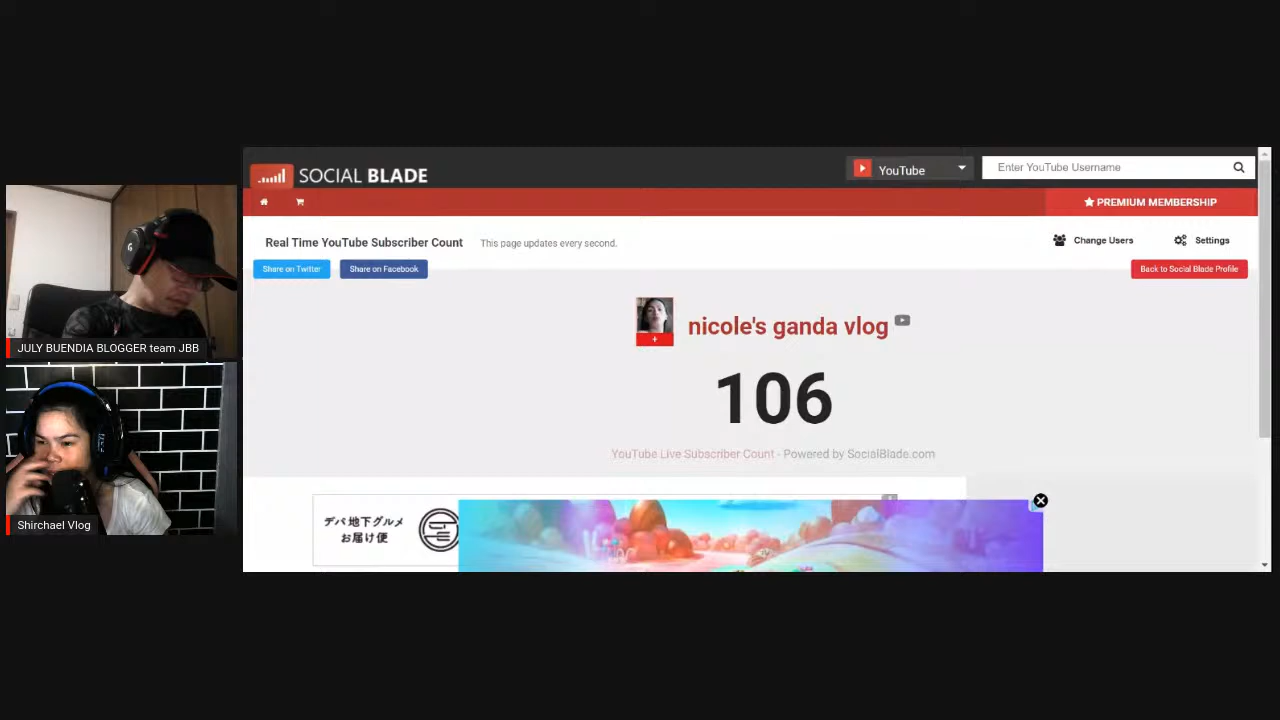 SOCIAL BLADE
YouTube
Enter YouTube Username
PREMIUM MEMBERSHIP
Real Time YouTube Subscriber Count
This page updates every second.
Change Users
Settings
Share on Twitter
Share on Facebook
Back to Social Blade Profile
nicole's ganda vlog
+
106
YouTube Live Subscriber Count - Powered by SocialBlade.com
デパ地下グルメ
お届け便
JULY BUENDIA BLOGGER team JBB
Shirchael Vlog